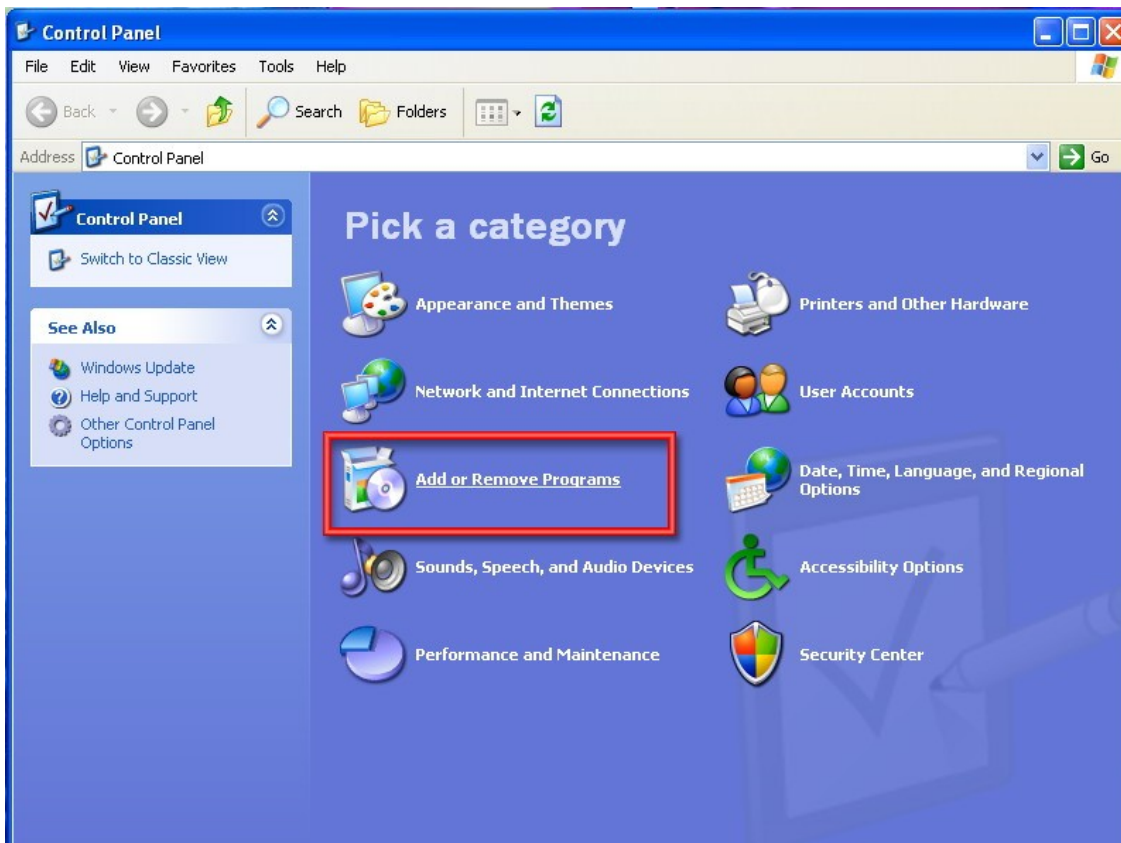 Control Panel
File Edit View Favorites Tools Help
Back Search Folders
Address Control Panel Go
Control Panel
Switch to Classic View
See Also
Windows Update
Help and Support
Other Control Panel
Options
Pick a category
Appearance and Themes
Printers and Other Hardware
Network and Internet Connections
User Accounts
Add or Remove Programs
Date, Time, Language, and Regional
Options
Sounds, Speech, and Audio Devices
Accessibility Options
Performance and Maintenance
Security Center